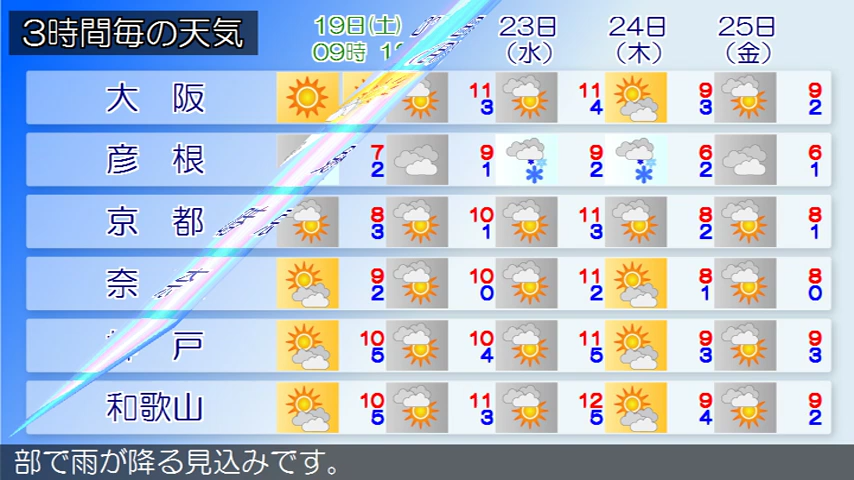 3時間毎の天気
19日(土) 23日 24日 25日
09時 (水) (木) (金)
大 阪 11 3 11 4 9 3 9 2
彦 根 7 2 9 1 9 2 6 2 6 1
京 都 8 3 10 1 11 3 8 2 8 1
奈 9 2 10 0 11 2 8 1 8 0
戸 10 5 10 4 11 5 9 3 9 3
和歌山 10 5 11 3 12 5 9 4 9 2
部で雨が降る見込みです。